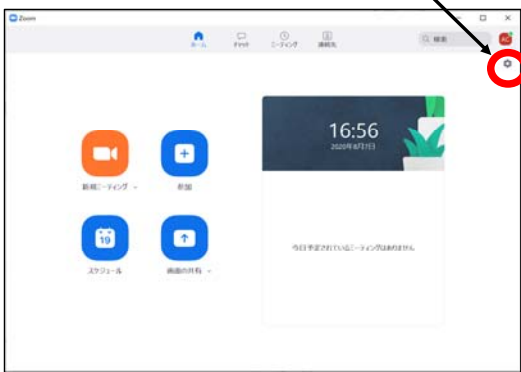 Zoom
ホーム
チャット
ミーティング
連絡先
検索
AC
16:56
2020年8月7日
新規ミーティング
参加
19
スケジュール
画面の共有
今日予定されているミーティングはありません